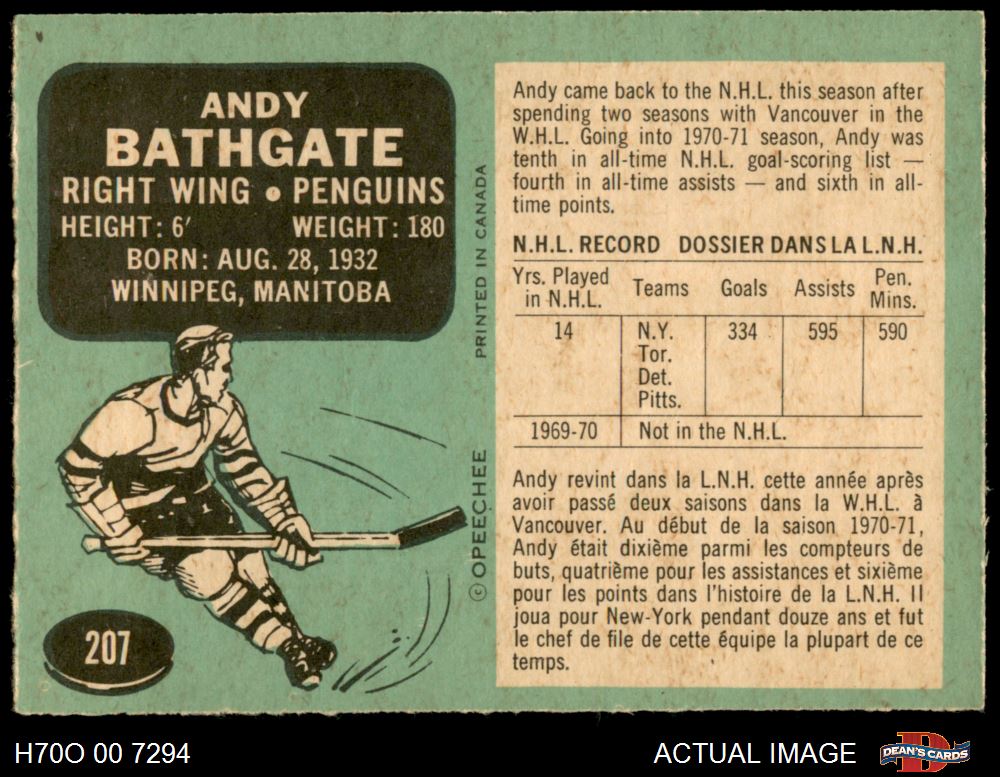 ANDY
BATHGATE
RIGHT WING • PENGUINS
HEIGHT: 6' WEIGHT: 180
BORN: AUG. 28, 1932
WINNIPEG, MANITOBA
207
PRINTED IN CANADA
© OPEECHEE
Andy came back to the N.H.L. this season after
spending two seasons with Vancouver in the
W.H.L. Going into 1970-71 season, Andy was
tenth in all-time N.H.L. goal-scoring list —
fourth in all-time assists — and sixth in all-
time points.
N.H.L. RECORD DOSSIER DANS LA L.N.H.
Yrs. Played in N.H.L. Teams Goals Assists Pen. Mins.
14 N.Y. 334 595 590
Tor.
Det.
Pitts.
1969-70 Not in the N.H.L.
Andy revint dans la L.N.H. cette année après
avoir passé deux saisons dans la W.H.L. à
Vancouver. Au début de la saison 1970-71,
Andy était dixième parmi les compteurs de
buts, quatrième pour les assistances et sixième
pour les points dans l'histoire de la L.N.H. Il
joua pour New-York pendant douze ans et fut
le chef de file de cette équipe la plupart de ce
temps.
H70O 00 7294
ACTUAL IMAGE
D
DEAN'S CARDS